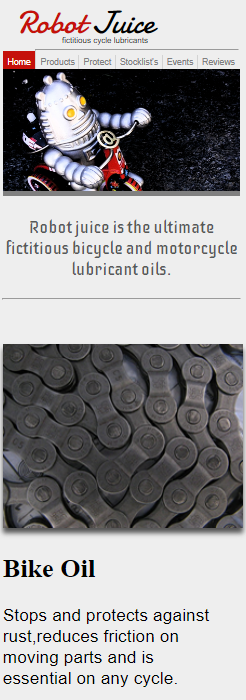 Robot Juice
fictitious cycle lubricants
Home Products Protect Stocklist's Events Reviews
Robot juice is the ultimate
fictitious bicycle and motorcycle
lubricant oils.
Bike Oil
Stops and protects against
rust,reduces friction on
moving parts and is
essential on any cycle.